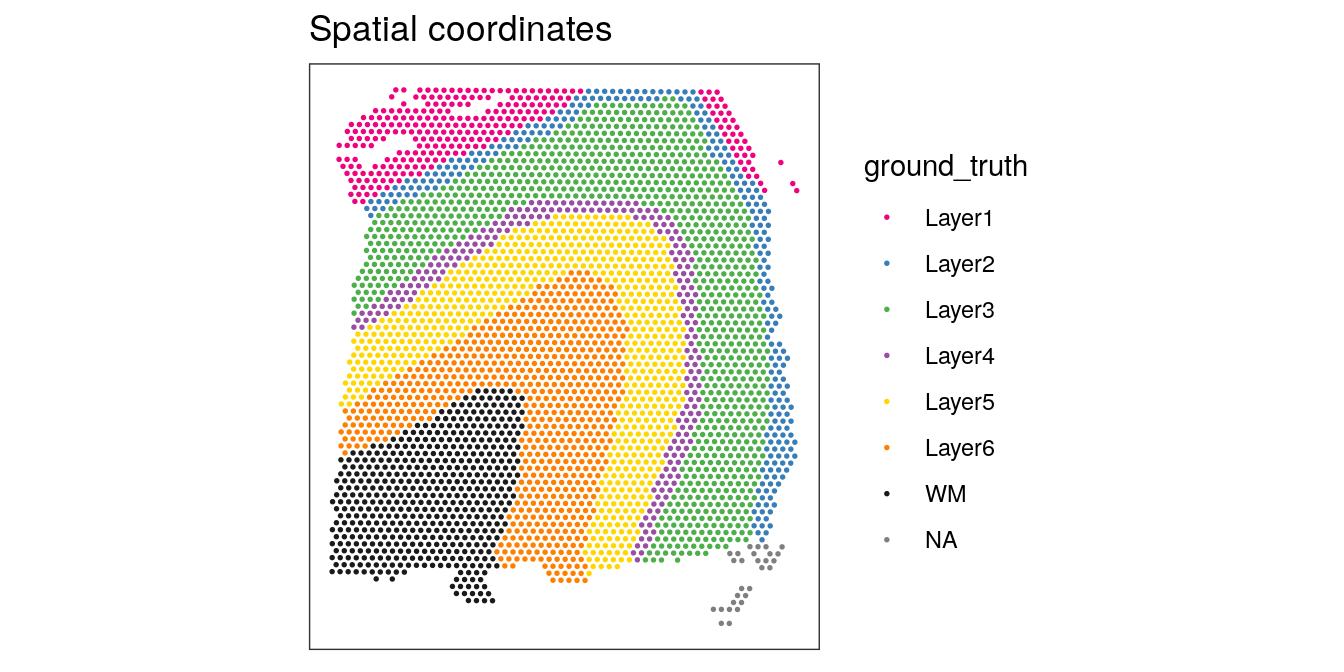 Spatial coordinates
ground_truth
Layer1
Layer2
Layer3
Layer4
Layer5
Layer6
WM
NA